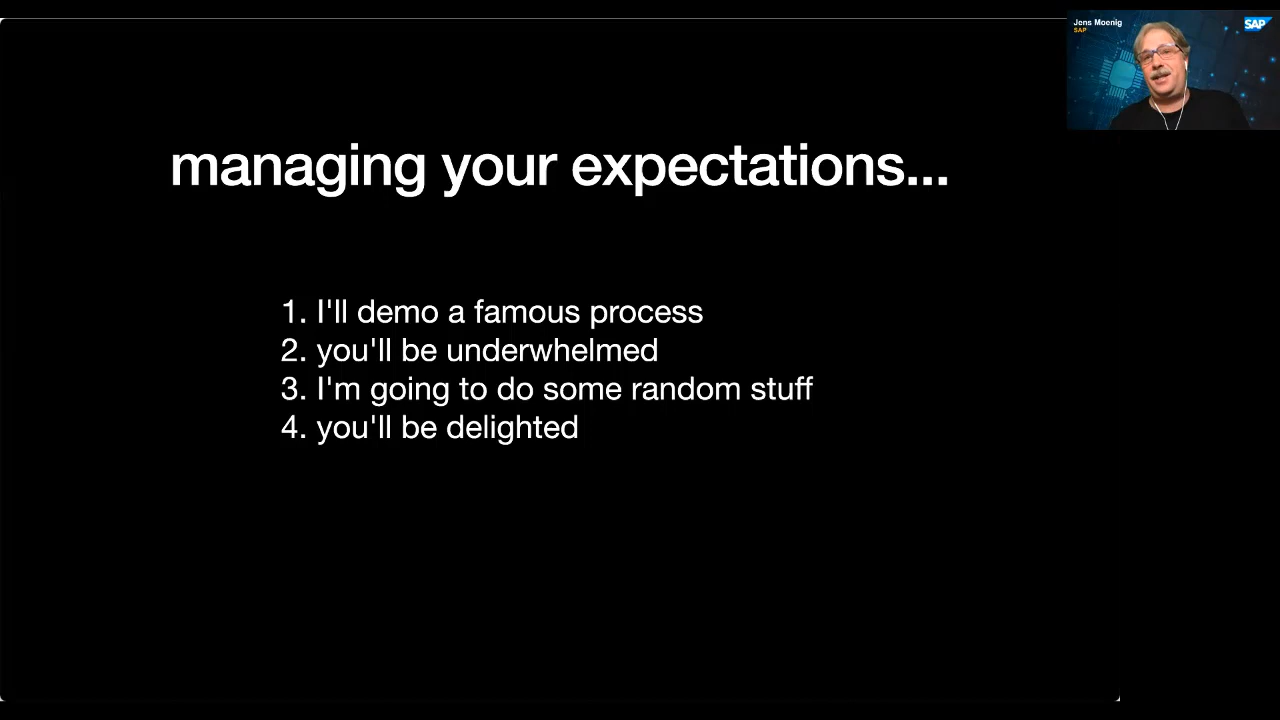 managing your expectations...
1. I'll demo a famous process
2. you'll be underwhelmed
3. I'm going to do some random stuff
4. you'll be delighted
Jens Moenig
SAP
SAP